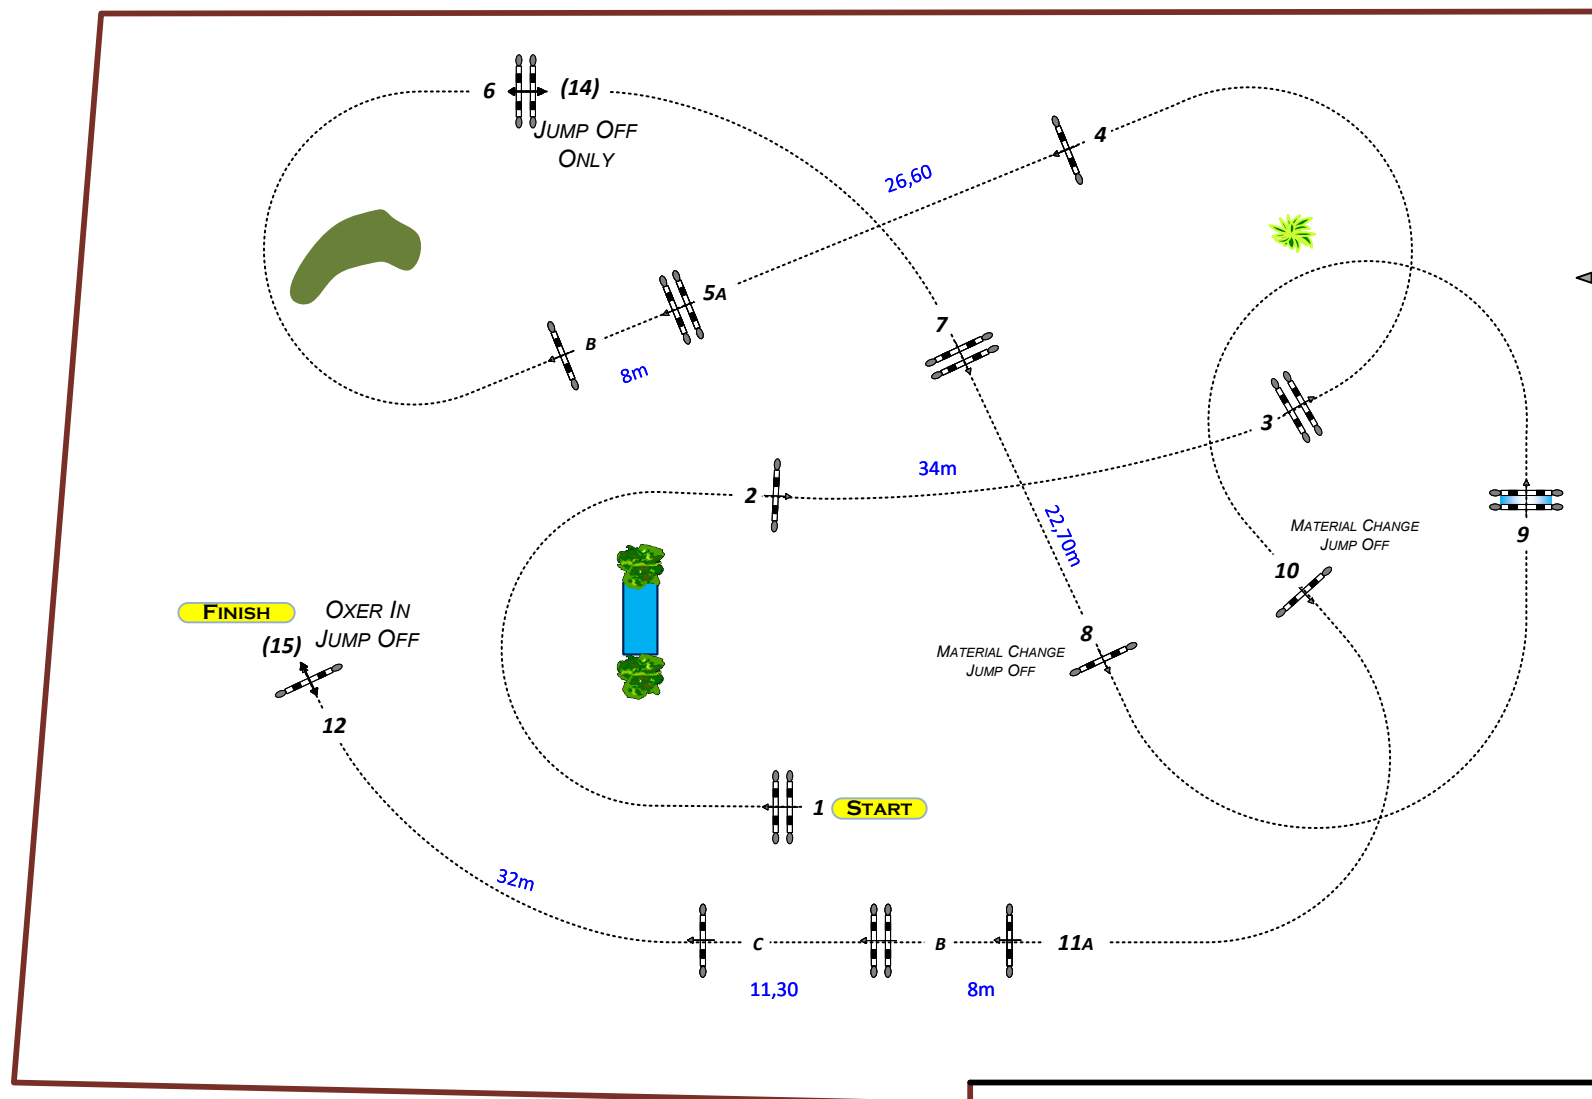 6
(14)
JUMP OFF
ONLY
4
26,60
5A
B
8m
7
3
34m
2
22,70m
MATERIAL CHANGE
JUMP OFF
9
10
FINISH
OXER IN
JUMP OFF
(15)
8
MATERIAL CHANGE
JUMP OFF
12
1
START
32m
C
B
11A
11,30
8m